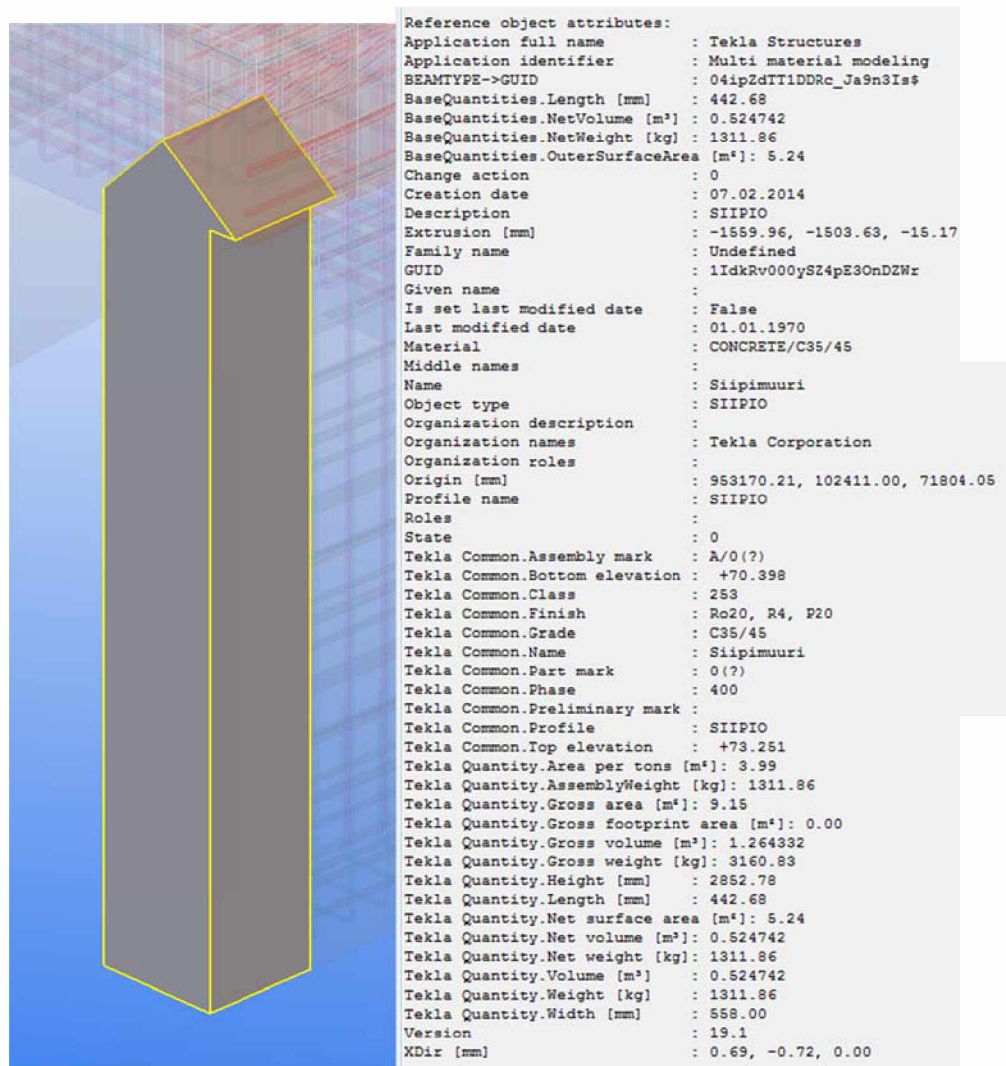 Reference object attributes:
Application full name : Tekla Structures
Application identifier : Multi material modeling
BEAMTYPE->GUID : 04ipZdTT1DDRc_Ja9n3Is$
BaseQuantities.Length [mm] : 442.68
BaseQuantities.NetVolume [m³] : 0.524742
BaseQuantities.NetWeight [kg] : 1311.86
BaseQuantities.OuterSurfaceArea [m²]: 5.24
Change action : 0
Creation date : 07.02.2014
Description : SIIPIO
Extrusion [mm] : -1559.96, -1503.63, -15.17
Family name : Undefined
GUID : 1IdkRv000ySZ4pE3OnDZWr
Given name :
Is set last modified date : False
Last modified date : 01.01.1970
Material : CONCRETE/C35/45
Middle names :
Name : Siipimuuri
Object type : SIIPIO
Organization description :
Organization names : Tekla Corporation
Organization roles :
Origin [mm] : 953170.21, 102411.00, 71804.05
Profile name : SIIPIO
Roles :
State : 0
Tekla Common.Assembly mark : A/0(?)
Tekla Common.Bottom elevation : +70.398
Tekla Common.Class : 253
Tekla Common.Finish : Ro20, R4, P20
Tekla Common.Grade : C35/45
Tekla Common.Name : Siipimuuri
Tekla Common.Part mark : 0(?)
Tekla Common.Phase : 400
Tekla Common.Preliminary mark :
Tekla Common.Profile : SIIPIO
Tekla Common.Top elevation : +73.251
Tekla Quantity.Area per tons [m²]: 3.99
Tekla Quantity.AssemblyWeight [kg]: 1311.86
Tekla Quantity.Gross area [m²]: 9.15
Tekla Quantity.Gross footprint area [m²]: 0.00
Tekla Quantity.Gross volume [m³]: 1.264332
Tekla Quantity.Gross weight [kg]: 3160.83
Tekla Quantity.Height [mm] : 2852.78
Tekla Quantity.Length [mm] : 442.68
Tekla Quantity.Net surface area [m²]: 5.24
Tekla Quantity.Net volume [m³]: 0.524742
Tekla Quantity.Net weight [kg]: 1311.86
Tekla Quantity.Volume [m³] : 0.524742
Tekla Quantity.Weight [kg] : 1311.86
Tekla Quantity.Width [mm] : 558.00
Version : 19.1
XDir [mm] : 0.69, -0.72, 0.00